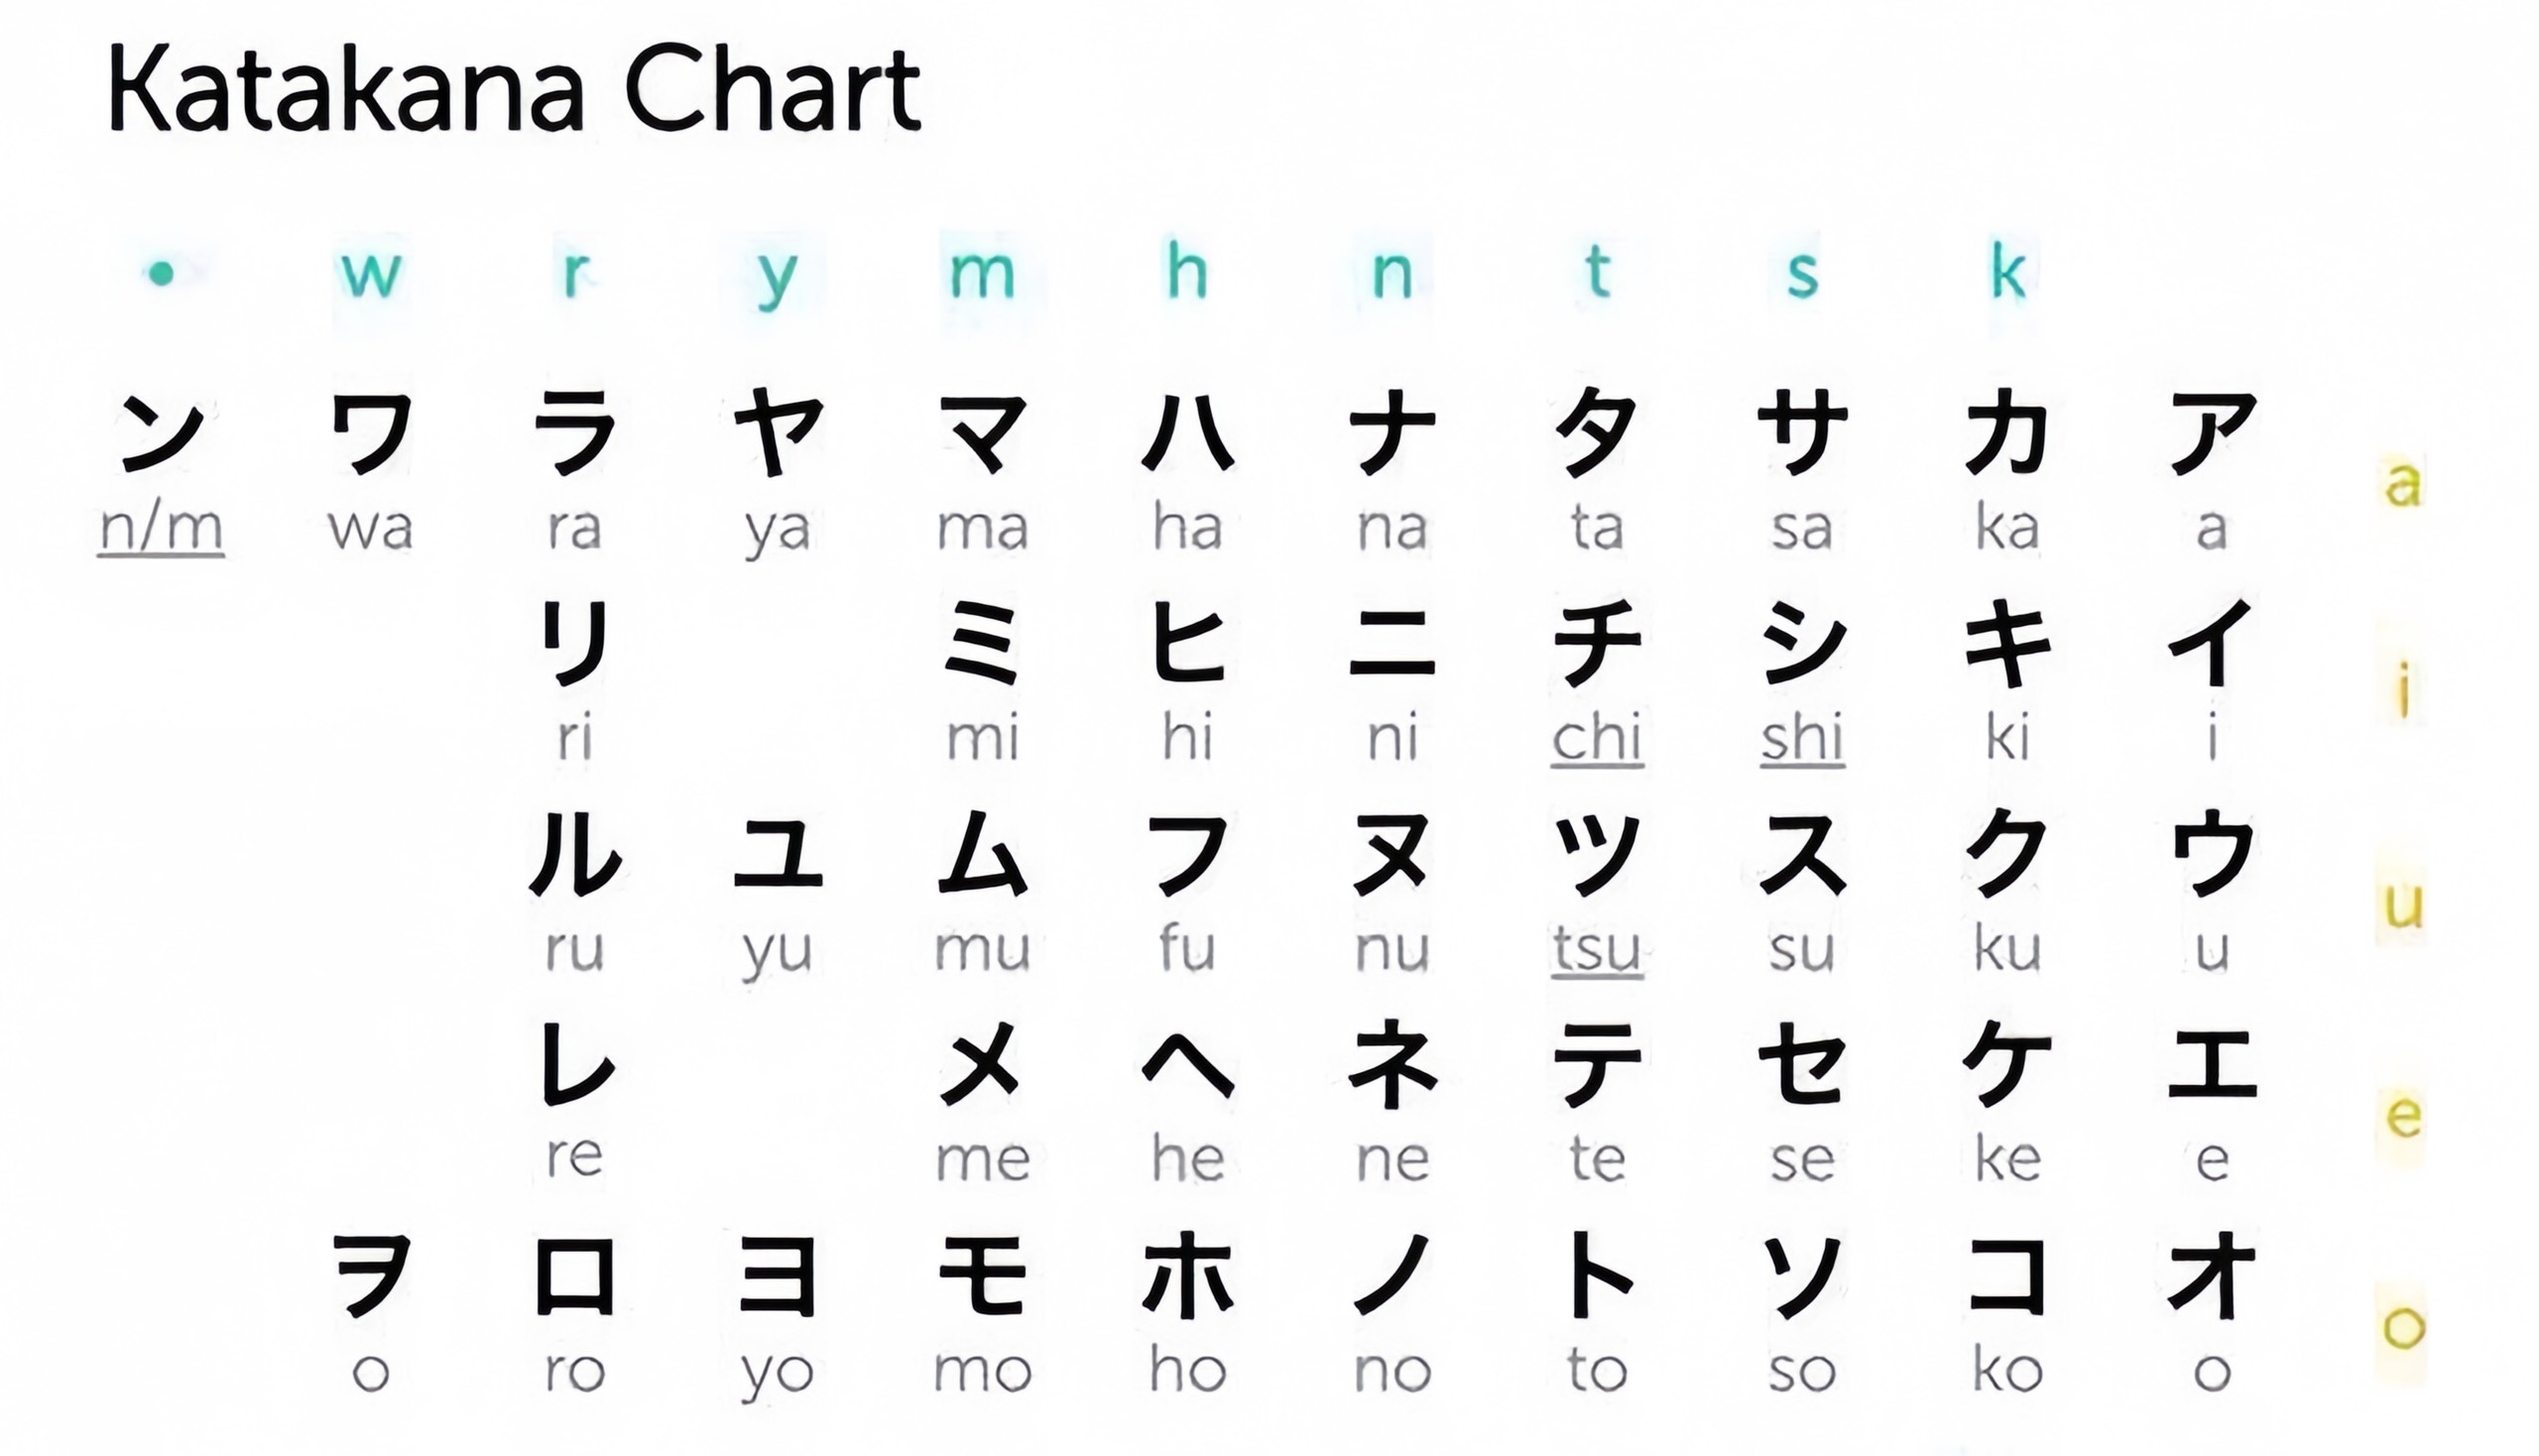 Katakana Chart
• w r y m h n t s k
ン ワ ラ ヤ マ ハ ナ タ サ カ ア
a
n/m wa ra ya ma ha na ta sa ka a
リ ミ ヒ ニ チ シ キ イ
i
ri mi hi ni chi shi ki i
ル ユ ム フ ヌ ツ ス ク ウ
u
ru yu mu fu nu tsu su ku u
レ メ ヘ ネ テ セ ケ エ
e
re me he ne te se ke e
ヲ ロ ヨ モ ホ ノ ト ソ コ オ
o
o ro yo mo ho no to so ko o